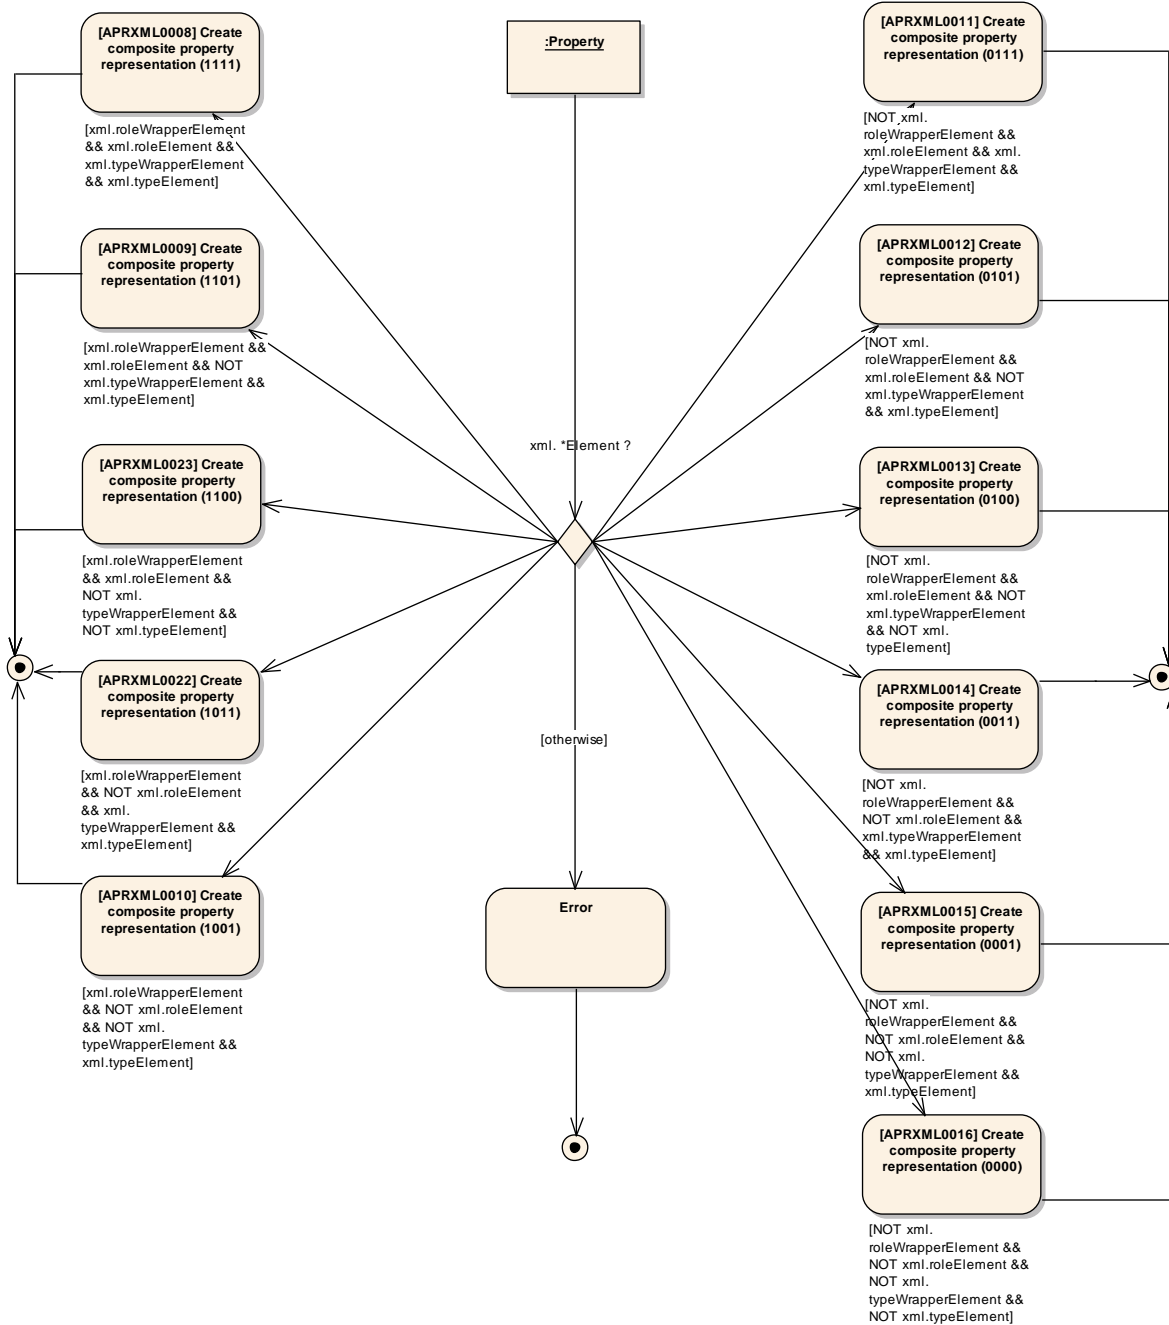 [APRXML0008] Create
composite property
representation (1111)
[xml.roleWrapperElement
&& xml.roleElement &&
xml.typeWrapperElement
&& xml.typeElement]
[APRXML0009] Create
composite property
representation (1101)
[xml.roleWrapperElement &&
xml.roleElement && NOT
xml.typeWrapperElement &&
xml.typeElement]
[APRXML0023] Create
composite property
representation (1100)
[xml.roleWrapperElement
&& xml.roleElement &&
NOT xml.
typeWrapperElement &&
NOT xml.typeElement]
[APRXML0022] Create
composite property
representation (1011)
[xml.roleWrapperElement
&& NOT xml.roleElement
&& xml.
typeWrapperElement &&
xml.typeElement]
[APRXML0010] Create
composite property
representation (1001)
[xml.roleWrapperElement
&& NOT xml.roleElement
&& NOT xml.
typeWrapperElement &&
xml.typeElement]
:Property
xml. *Element ?
[otherwise]
Error
[APRXML0011] Create
composite property
representation (0111)
[NOT xml.
roleWrapperElement &&
xml.roleElement && xml.
typeWrapperElement &&
xml.typeElement]
[APRXML0012] Create
composite property
representation (0101)
[NOT xml.
roleWrapperElement &&
xml.roleElement && NOT
xml.typeWrapperElement
&& xml.typeElement]
[APRXML0013] Create
composite property
representation (0100)
[NOT xml.
roleWrapperElement &&
xml.roleElement && NOT
xml.typeWrapperElement
&& NOT xml.
typeElement]
[APRXML0014] Create
composite property
representation (0011)
[NOT xml.
roleWrapperElement &&
NOT xml.roleElement &&
xml.typeWrapperElement
&& xml.typeElement]
[APRXML0015] Create
composite property
representation (0001)
[NOT xml.
roleWrapperElement &&
NOT xml.roleElement &&
NOT xml.
typeWrapperElement &&
xml.typeElement]
[APRXML0016] Create
composite property
representation (0000)
[NOT xml.
roleWrapperElement &&
NOT xml.roleElement &&
NOT xml.
typeWrapperElement &&
NOT xml.typeElement]